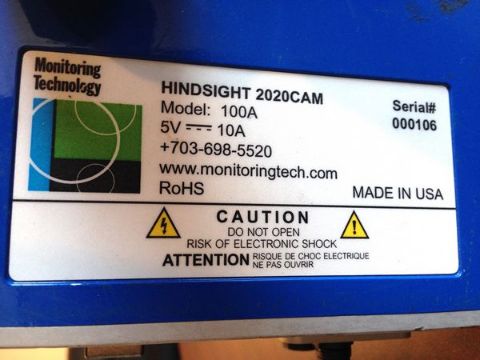 Monitoring
Technology
HINDSIGHT 2020CAM
Model: 100A
5V ⎓ 10A
+703-698-5520
www.monitoringtech.com
RoHS
Serial#
000106
MADE IN USA
CAUTION
DO NOT OPEN
RISK OF ELECTRONIC SHOCK
ATTENTION RISQUE DE CHOC ELECTRIQUE
NE PAS OUVRIR